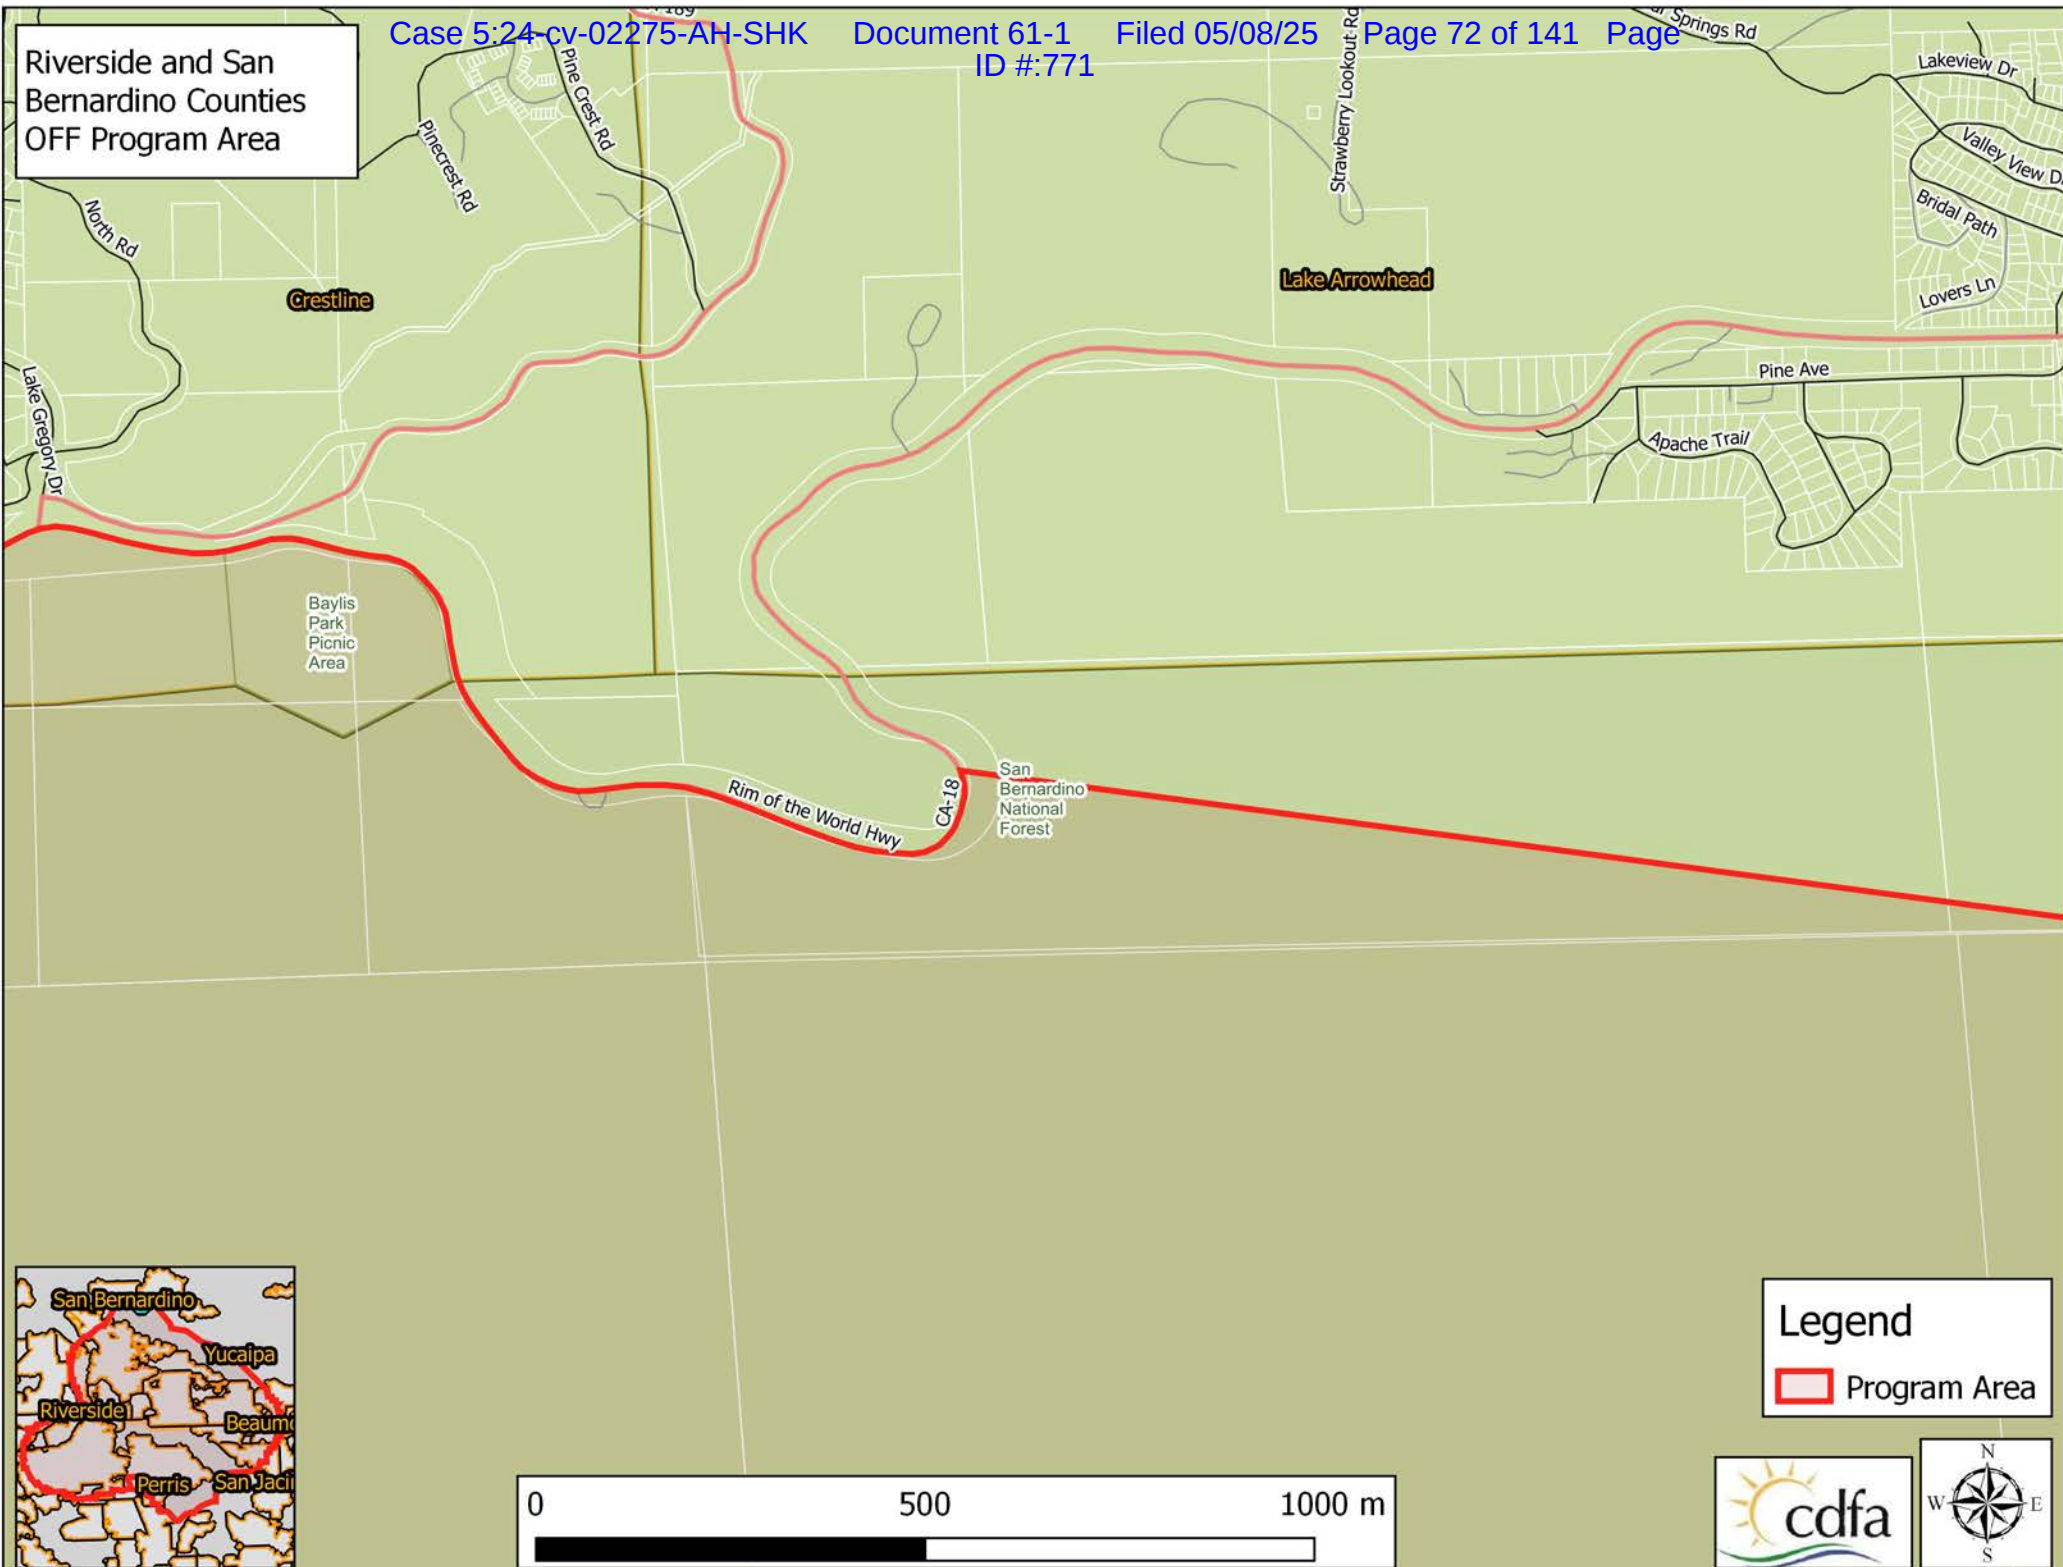 Case 5:24-cv-02275-AH-SHK Document 61-1 Filed 05/08/25 Page 72 of 141 Page
ID #:771
Riverside and San
Bernardino Counties
OFF Program Area
Springs Rd
Lakeview Dr
Pine Crest Rd
Pinecrest Rd
Strawberry Lookout Rd
Valley View D
Bridal Path
North Rd
Lovers Ln
Crestline
Lake Arrowhead
Lake Gregory Dr
Pine Ave
Apache Trail
Baylis
Park
Picnic
Area
Rim of the World Hwy
CA-18
San
Bernardino
National
Forest
San Bernardino
Yucaipa
Riverside
Beaum
Perris
San Jaci
0 500 1000 m
Legend
Program Area
cdfa
N
W E
S